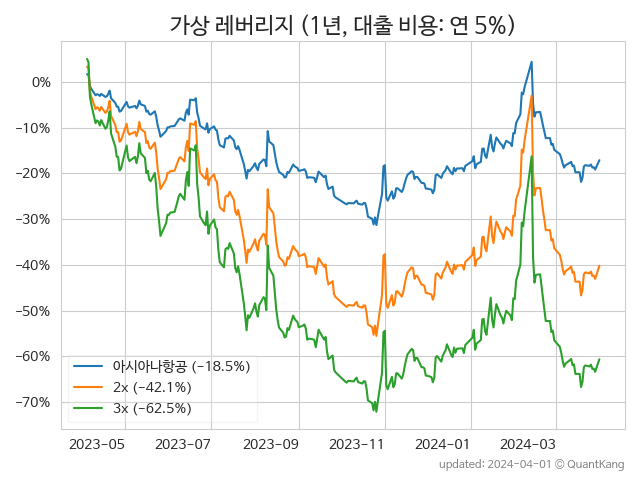 가상 레버리지 (1년, 대출 비용: 연 5%)
0%
−10%
−20%
−30%
−40%
−50%
−60%
−70%
아시아나항공 (−18.5%)
2x (−42.1%)
3x (−62.5%)
2023-05 2023-07 2023-09 2023-11 2024-01 2024-03
updated: 2024-04-01 © QuantKang